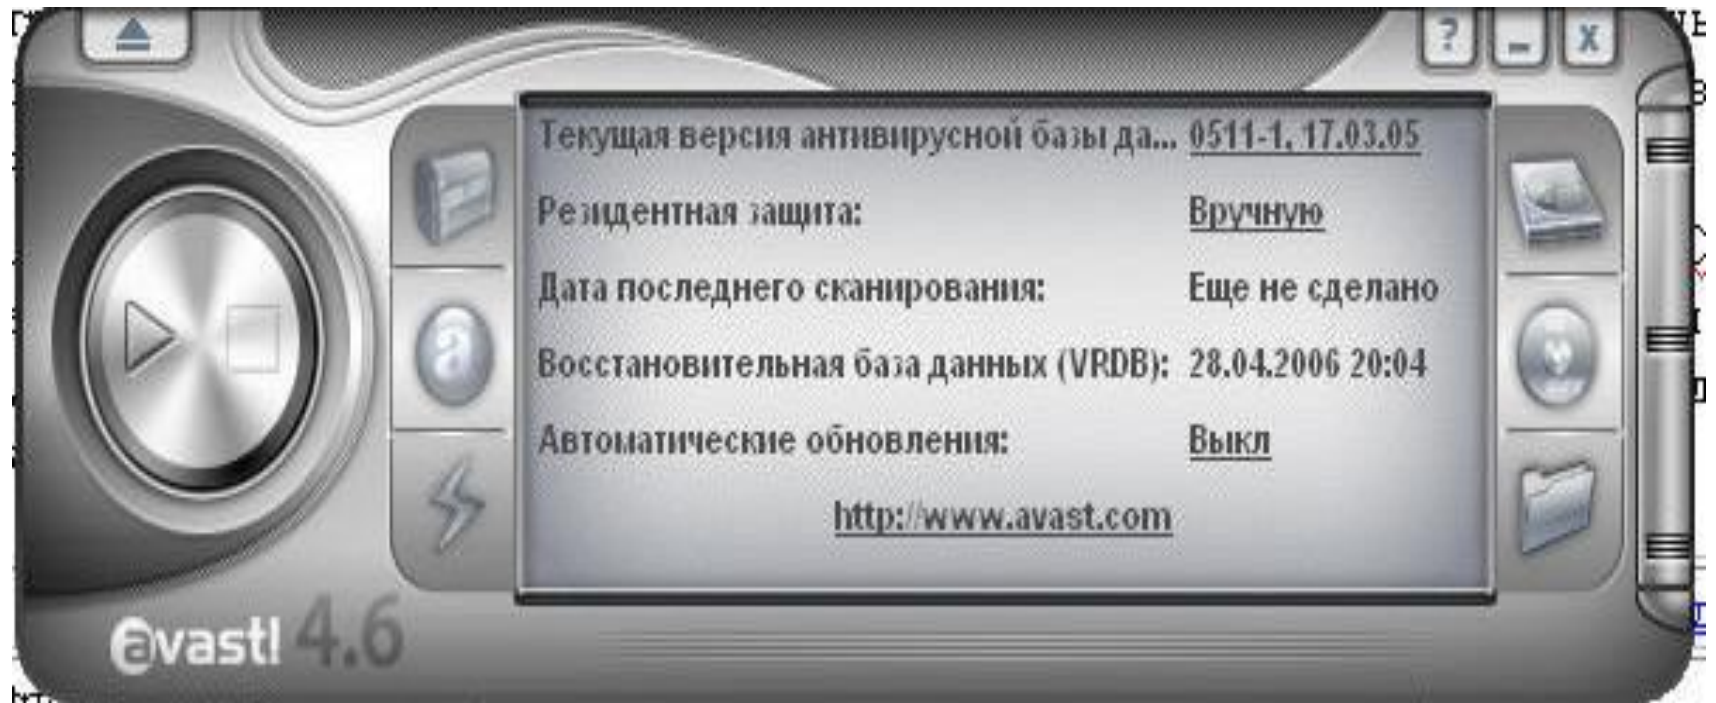 ?
_
X
Текущая версия антивирусной базы да... 0511-1, 17.03.05
Резидентная защита: Вручную
Дата последнего сканирования: Еще не сделано
Восстановительная база данных (VRDB): 28.04.2006 20:04
Автоматические обновления: Выкл
http://www.avast.com
avast! 4.6